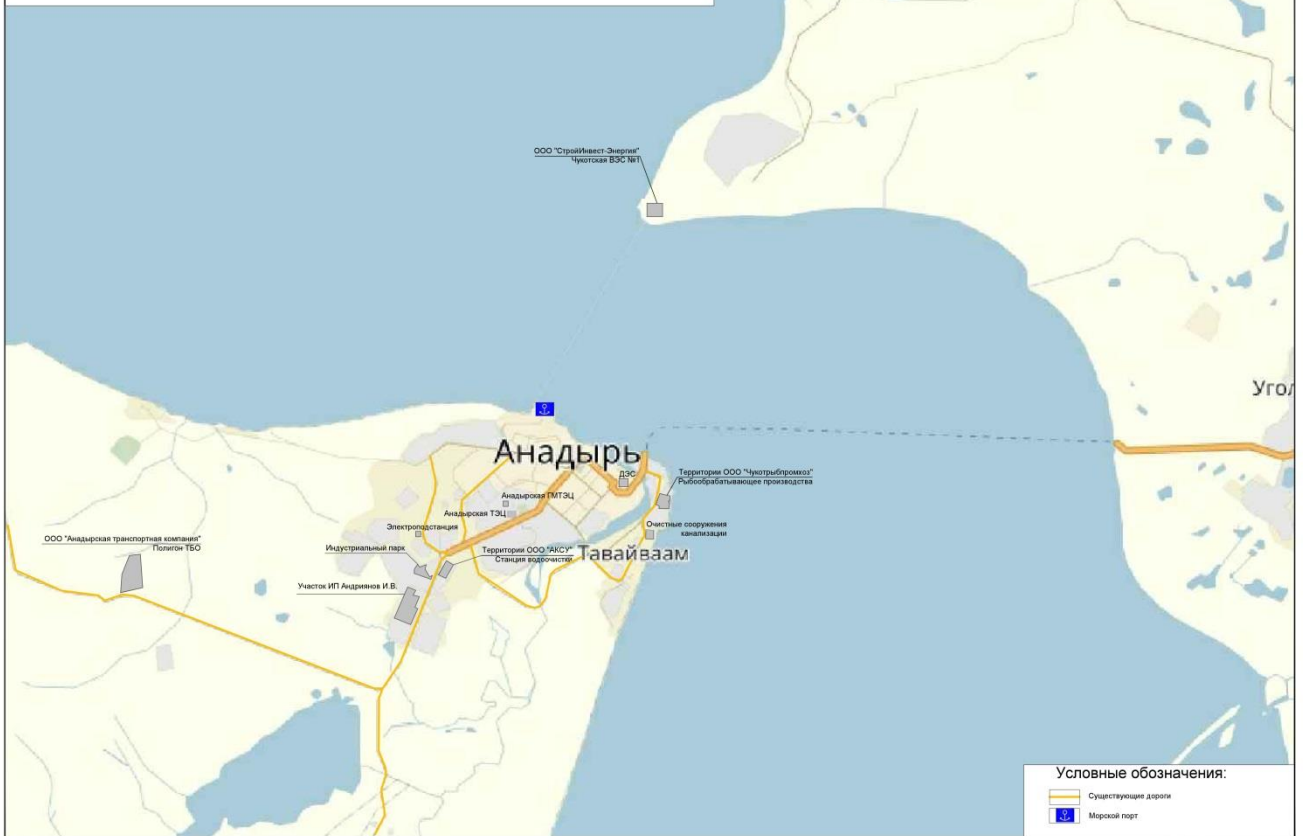 ООО "СтройИнвест-Энергия"
Чукотская ВЭС №1
Угол
Анадырь
ДЭС
Территории ООО "Чукотрыбпромхоз"
Рыбообрабатывающее производства
Анадырская ГМТЭЦ
Анадырская ТЭЦ
Электроподстанция
Очистные сооружения
канализации
ООО "Анадырская транспортная компания"
Полигон ТБО
Индустриальный парк
Территории ООО "АКСУ"
Станция водоочистки
Тавайваам
Участок ИП Андриянов И.В.
Условные обозначения:
Существующие дороги
Морской порт